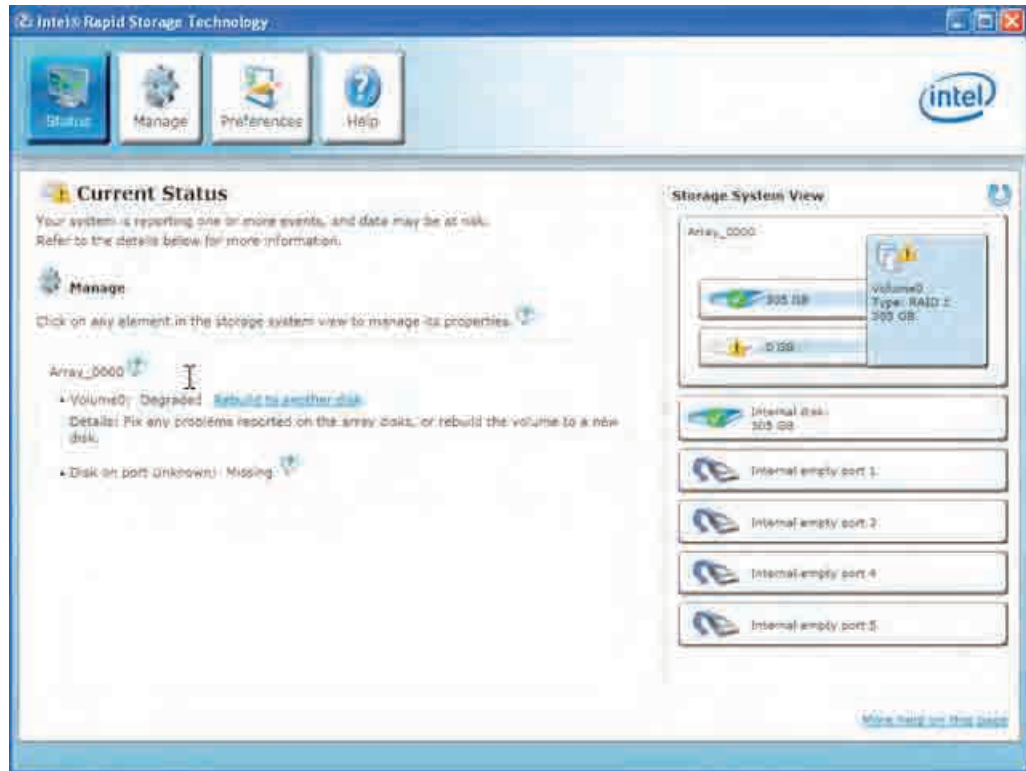 Intel® Rapid Storage Technology
Status
Manage
Preferences
Help
intel
Current Status
Your system is reporting one or more events, and data may be at risk.
Refer to the details below for more information.
Manage
Click on any element in the storage system view to manage its properties.
Array_0000
Volume0: Degraded Rebuild to another disk
Details: Fix any problems reported on the array disks, or rebuild the volume to a new
disk.
Disk on port Unknown: Missing
Storage System View
Array_0000
305 GB
0 GB
Volume0
Type: RAID 1
305 GB
Internal disk
305 GB
Internal empty port 1
Internal empty port 2
Internal empty port 4
Internal empty port 5
More help on this page